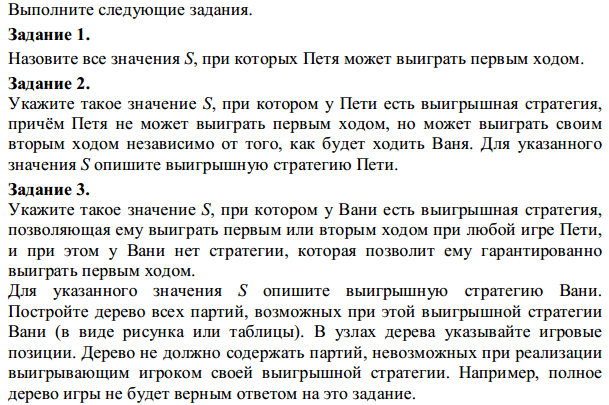 Выполните следующие задания.
Задание 1.
Назовите все значения S, при которых Петя может выиграть первым ходом.
Задание 2.
Укажите такое значение S, при котором у Пети есть выигрышная стратегия,
причём Петя не может выиграть первым ходом, но может выиграть своим
вторым ходом независимо от того, как будет ходить Ваня. Для указанного
значения S опишите выигрышную стратегию Пети.
Задание 3.
Укажите такое значение S, при котором у Вани есть выигрышная стратегия,
позволяющая ему выиграть первым или вторым ходом при любой игре Пети,
и при этом у Вани нет стратегии, которая позволит ему гарантированно
выиграть первым ходом.
Для указанного значения S опишите выигрышную стратегию Вани.
Постройте дерево всех партий, возможных при этой выигрышной стратегии
Вани (в виде рисунка или таблицы). В узлах дерева указывайте игровые
позиции. Дерево не должно содержать партий, невозможных при реализации
выигрывающим игроком своей выигрышной стратегии. Например, полное
дерево игры не будет верным ответом на это задание.